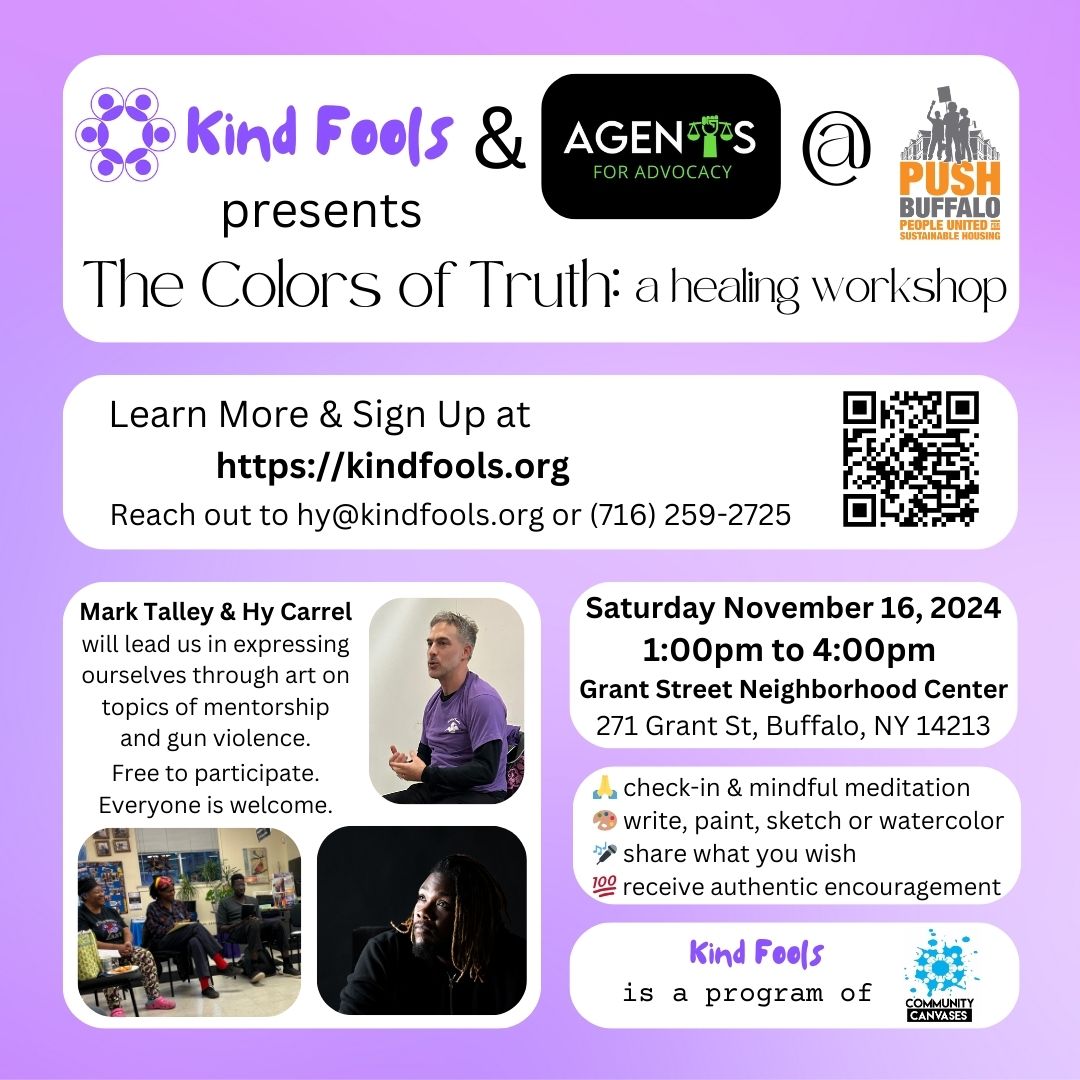 Kind Fools & AGENTS FOR ADVOCACY @ PUSH BUFFALO
PEOPLE UNITED FOR
SUSTAINABLE HOUSING
presents
The Colors of Truth: a healing workshop
Learn More & Sign Up at
https://kindfools.org
Reach out to hy@kindfools.org or (716) 259-2725
Mark Talley & Hy Carrel
will lead us in expressing
ourselves through art on
topics of mentorship
and gun violence.
Free to participate.
Everyone is welcome.
Saturday November 16, 2024
1:00pm to 4:00pm
Grant Street Neighborhood Center
271 Grant St, Buffalo, NY 14213
🙏 check-in & mindful meditation
🎨 write, paint, sketch or watercolor
🎤 share what you wish
💯 receive authentic encouragement
Kind Fools
is a program of
COMMUNITY
CANVASES